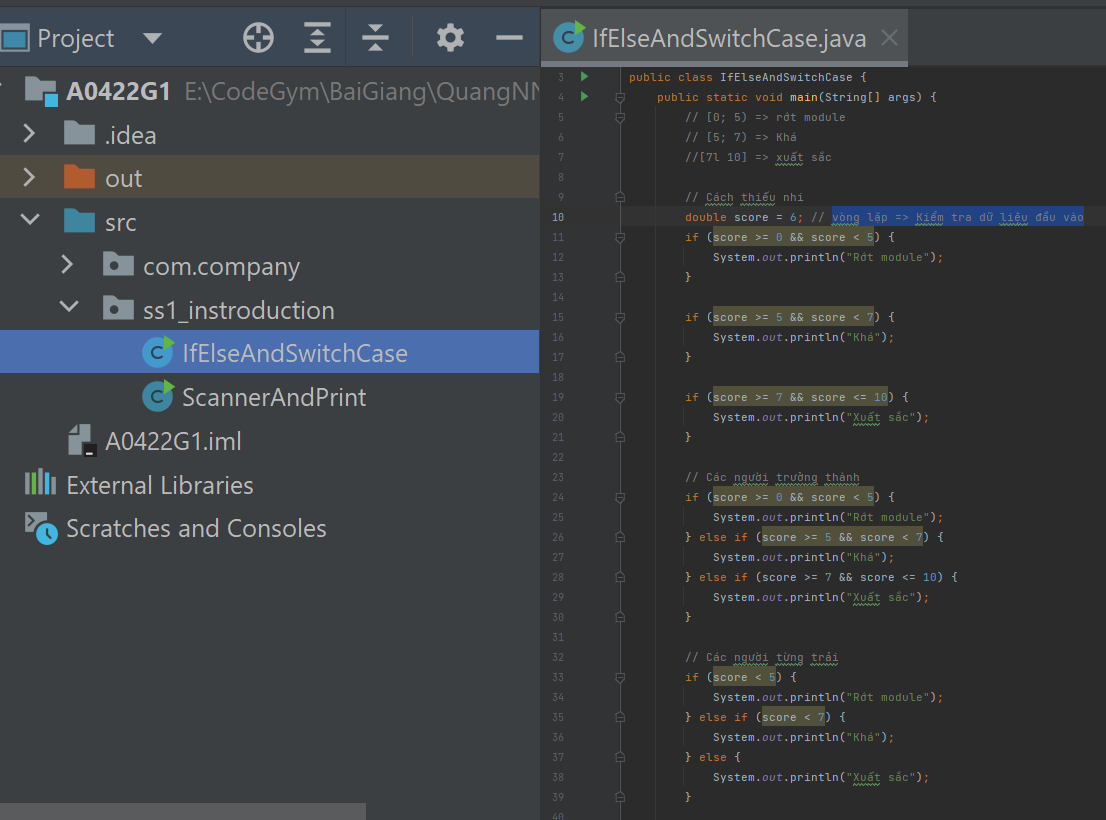 Project
A0422G1 E:\CodeGym\BaiGiang\QuangNN
.idea
out
src
com.company
ss1_instroduction
IfElseAndSwitchCase
ScannerAndPrint
A0422G1.iml
External Libraries
Scratches and Consoles
IfElseAndSwitchCase.java
3 public class IfElseAndSwitchCase {
4 public static void main(String[] args) {
5 // [0; 5) => rớt module
6 // [5; 7) => Khá
7 //[7l 10] => xuất sắc
8
9 // Cách thiếu nhi
10 double score = 6; // vòng lặp => Kiểm tra dữ liệu đầu vào
11 if (score >= 0 && score < 5) {
12 System.out.println("Rớt module");
13 }
14
15 if (score >= 5 && score < 7) {
16 System.out.println("Khá");
17 }
18
19 if (score >= 7 && score <= 10) {
20 System.out.println("Xuất sắc");
21 }
22
23 // Các người trưởng thành
24 if (score >= 0 && score < 5) {
25 System.out.println("Rớt module");
26 } else if (score >= 5 && score < 7) {
27 System.out.println("Khá");
28 } else if (score >= 7 && score <= 10) {
29 System.out.println("Xuất sắc");
30 }
31
32 // Các người từng trải
33 if (score < 5) {
34 System.out.println("Rớt module");
35 } else if (score < 7) {
36 System.out.println("Khá");
37 } else {
38 System.out.println("Xuất sắc");
39 }
40